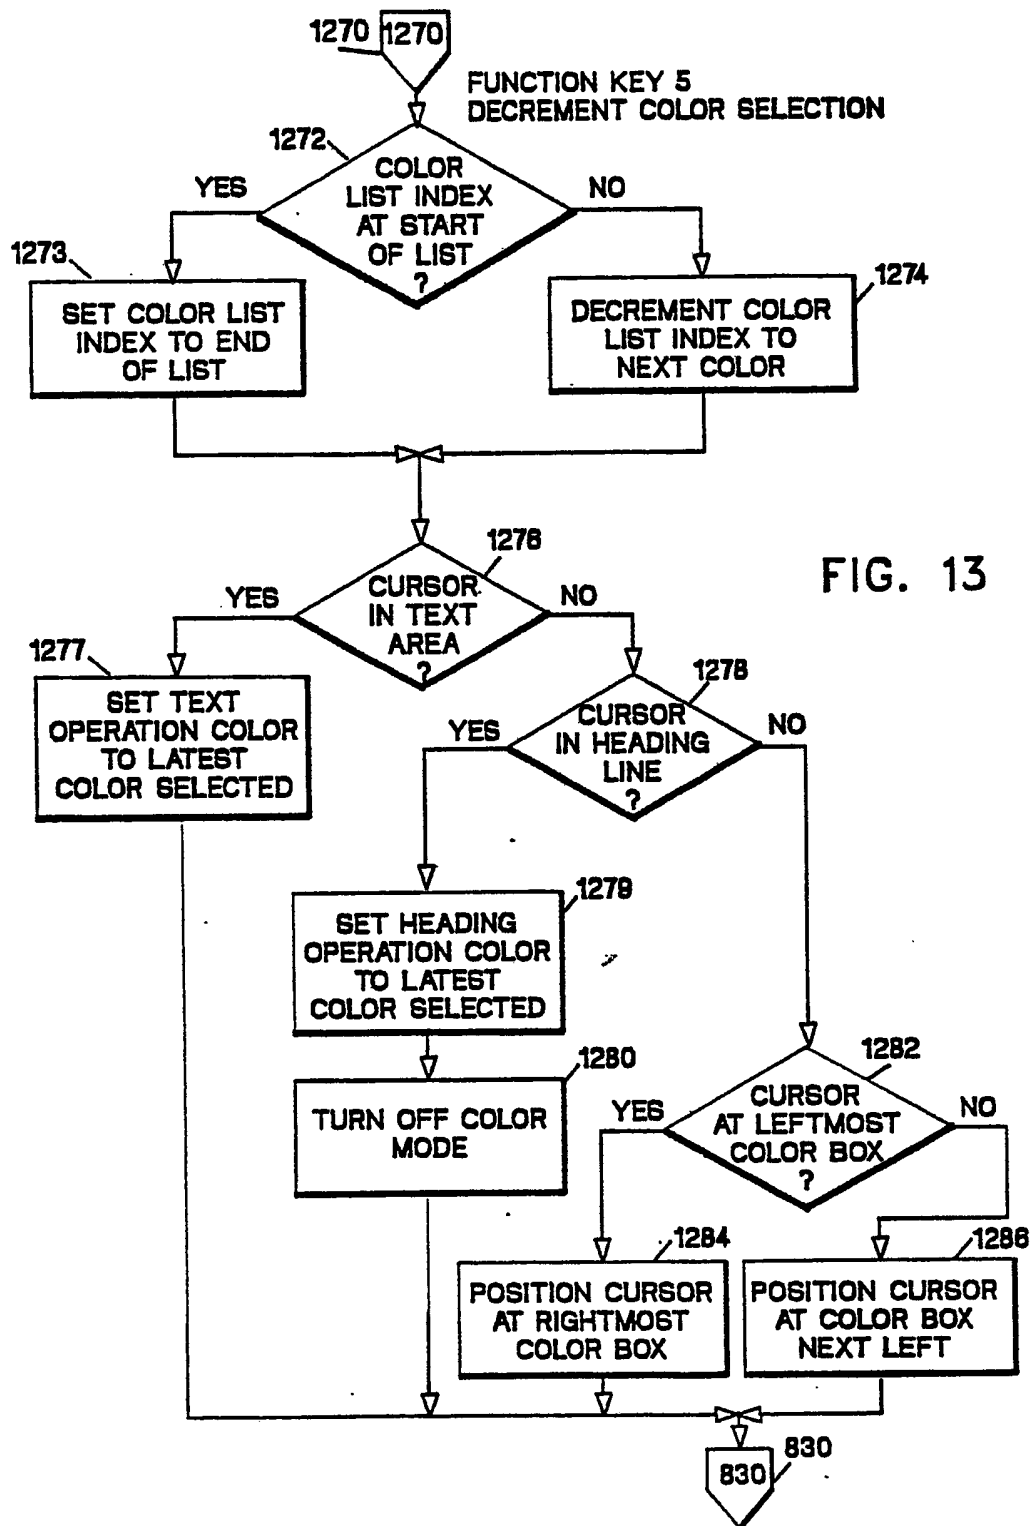 1270
1270
FUNCTION KEY 5
DECREMENT COLOR SELECTION
1272
COLOR
LIST INDEX
AT START
OF LIST
?
YES
NO
1273
SET COLOR LIST
INDEX TO END
OF LIST
1274
DECREMENT COLOR
LIST INDEX TO
NEXT COLOR
1276
CURSOR
IN TEXT
AREA
?
YES
NO
FIG. 13
1277
SET TEXT
OPERATION COLOR
TO LATEST
COLOR SELECTED
1278
CURSOR
IN HEADING
LINE
?
YES
NO
1279
SET HEADING
OPERATION COLOR
TO LATEST
COLOR SELECTED
1280
TURN OFF COLOR
MODE
1282
CURSOR
AT LEFTMOST
COLOR BOX
?
YES
NO
1284
POSITION CURSOR
AT RIGHTMOST
COLOR BOX
1286
POSITION CURSOR
AT COLOR BOX
NEXT LEFT
830
830